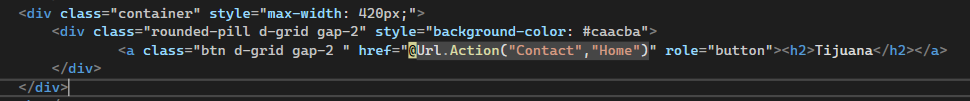 <div class="container" style="max-width: 420px;">
<div class="rounded-pill d-grid gap-2" style="background-color: #caacba">
<a class="btn d-grid gap-2 " href="@Url.Action("Contact","Home")" role="button"><h2>Tijuana</h2></a>
</div>
</div>